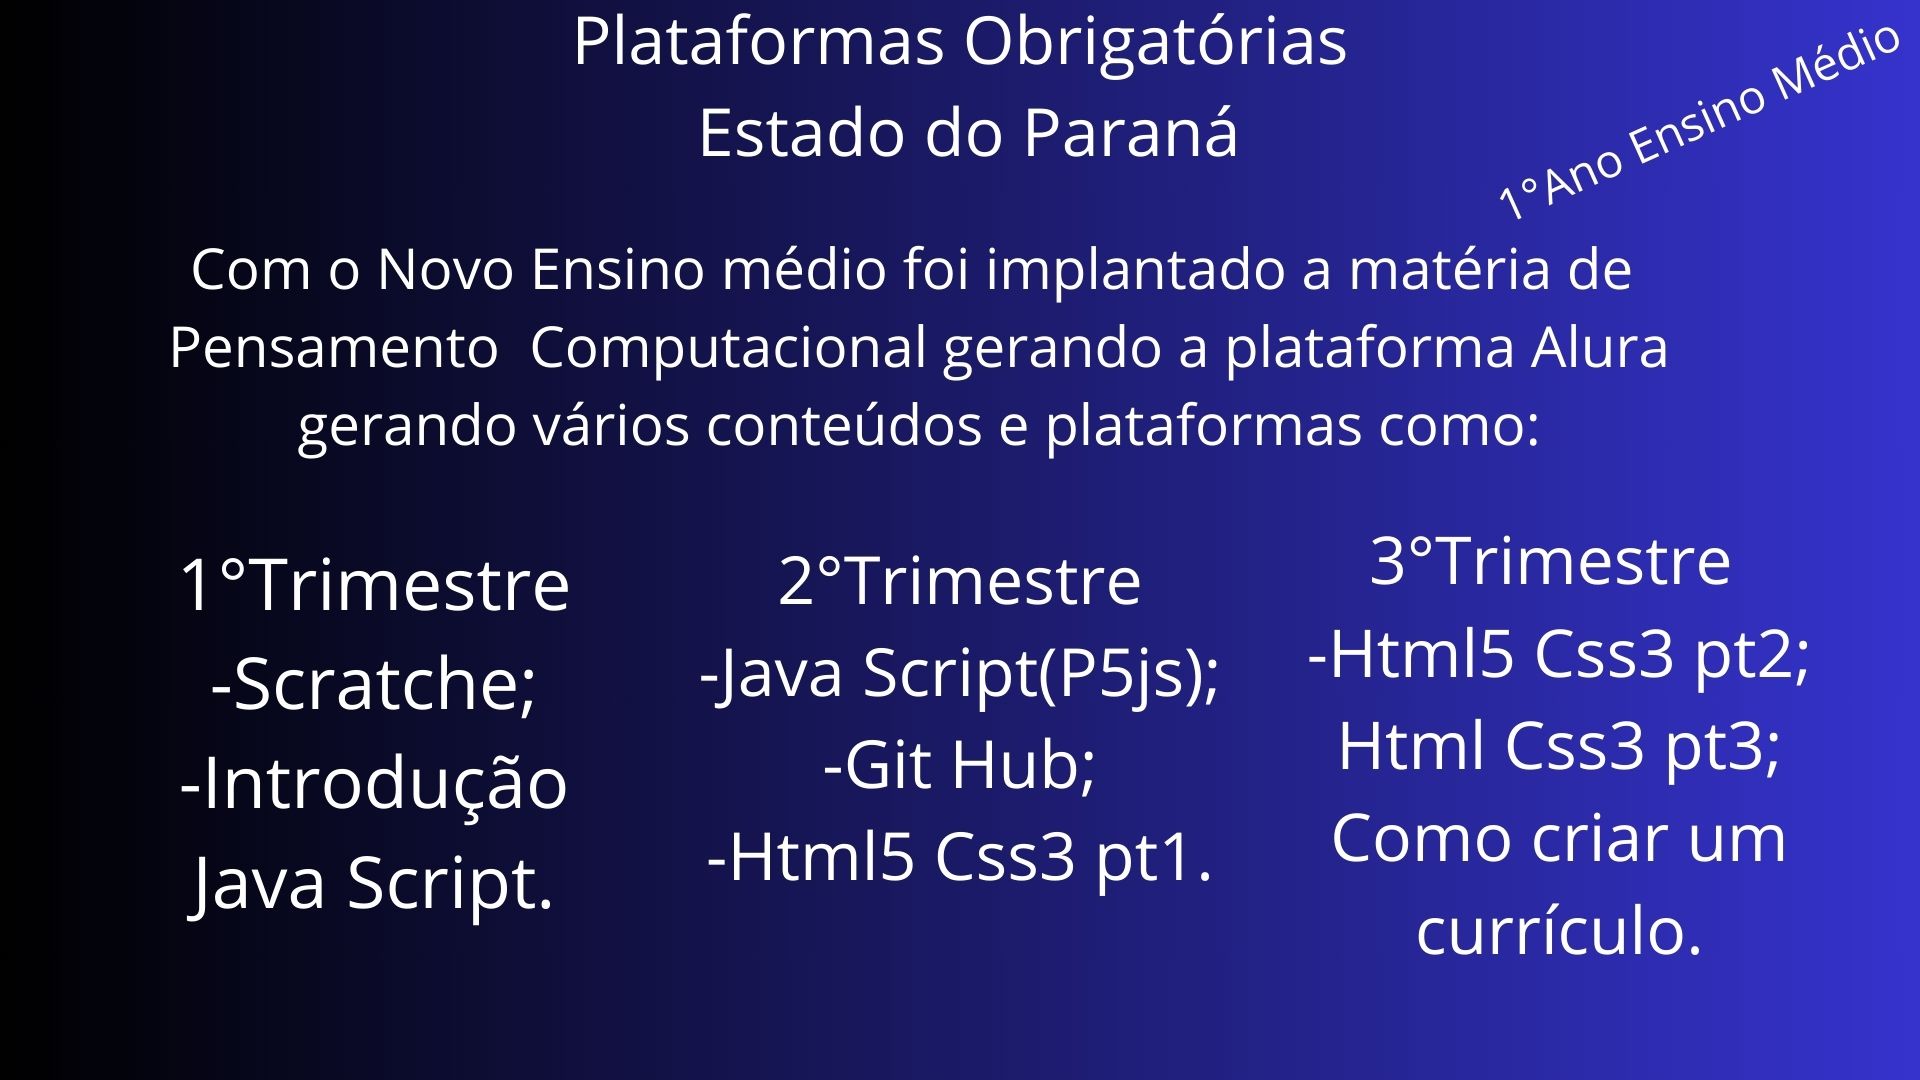 Plataformas Obrigatórias
Estado do Paraná
1°Ano Ensino Médio
Com o Novo Ensino médio foi implantado a matéria de
Pensamento  Computacional gerando a plataforma Alura
gerando vários conteúdos e plataformas como:
1°Trimestre
-Scratche;
-Introdução
Java Script.
2°Trimestre
-Java Script(P5js);
-Git Hub;
-Html5 Css3 pt1.
3°Trimestre
-Html5 Css3 pt2;
Html Css3 pt3;
Como criar um
currículo.